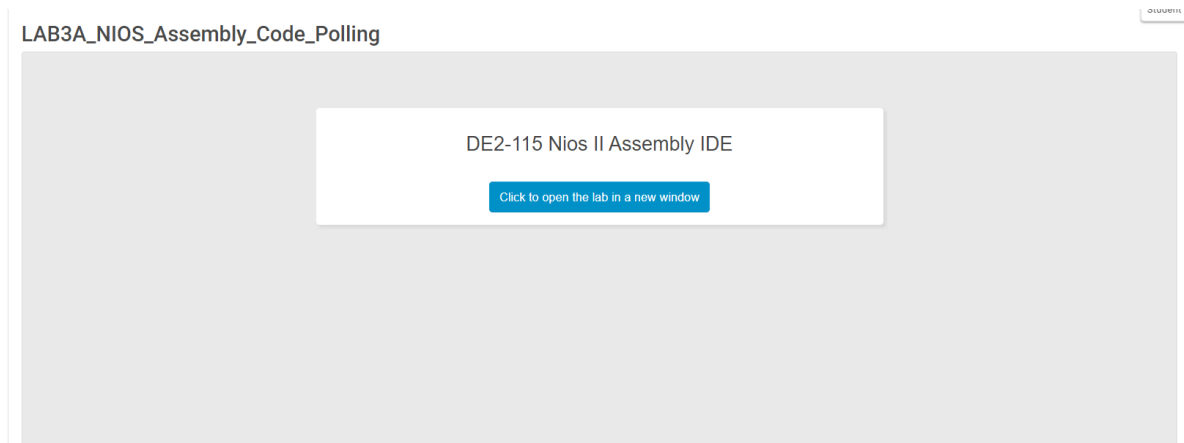 Student
LAB3A_NIOS_Assembly_Code_Polling
DE2-115 Nios II Assembly IDE
Click to open the lab in a new window